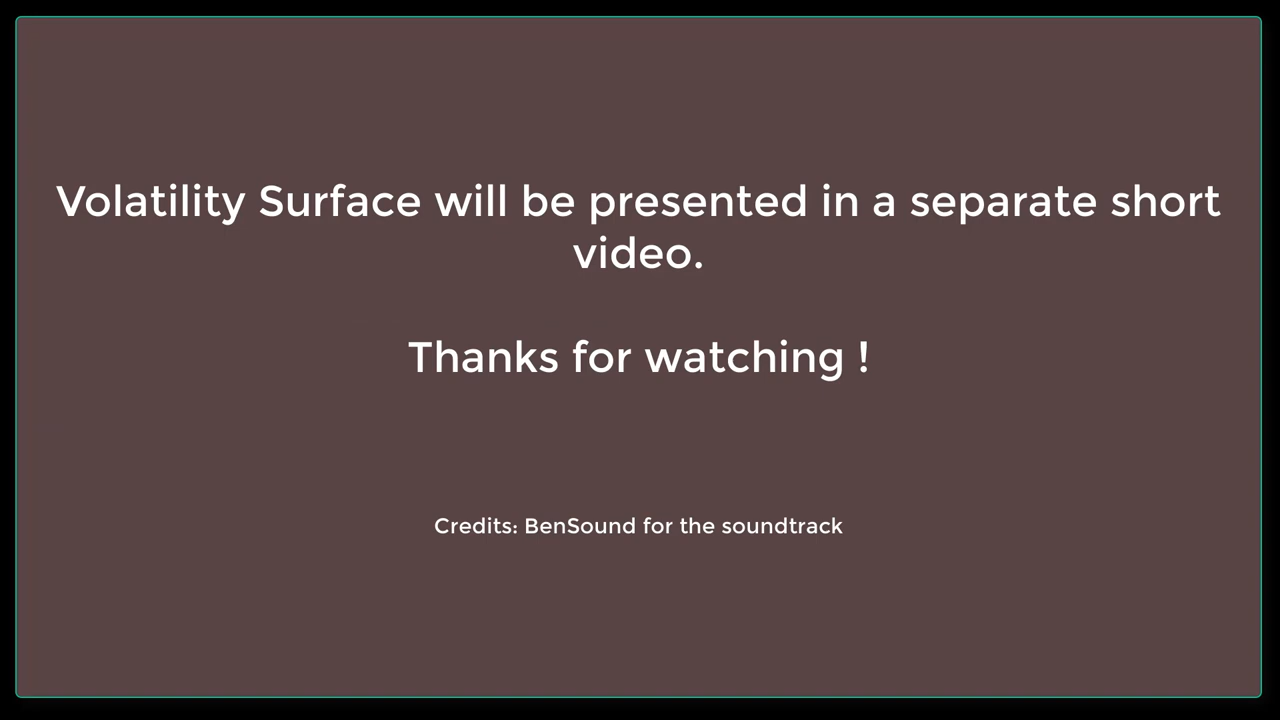 Volatility Surface will be presented in a separate short
video.
Thanks for watching !
Credits: BenSound for the soundtrack